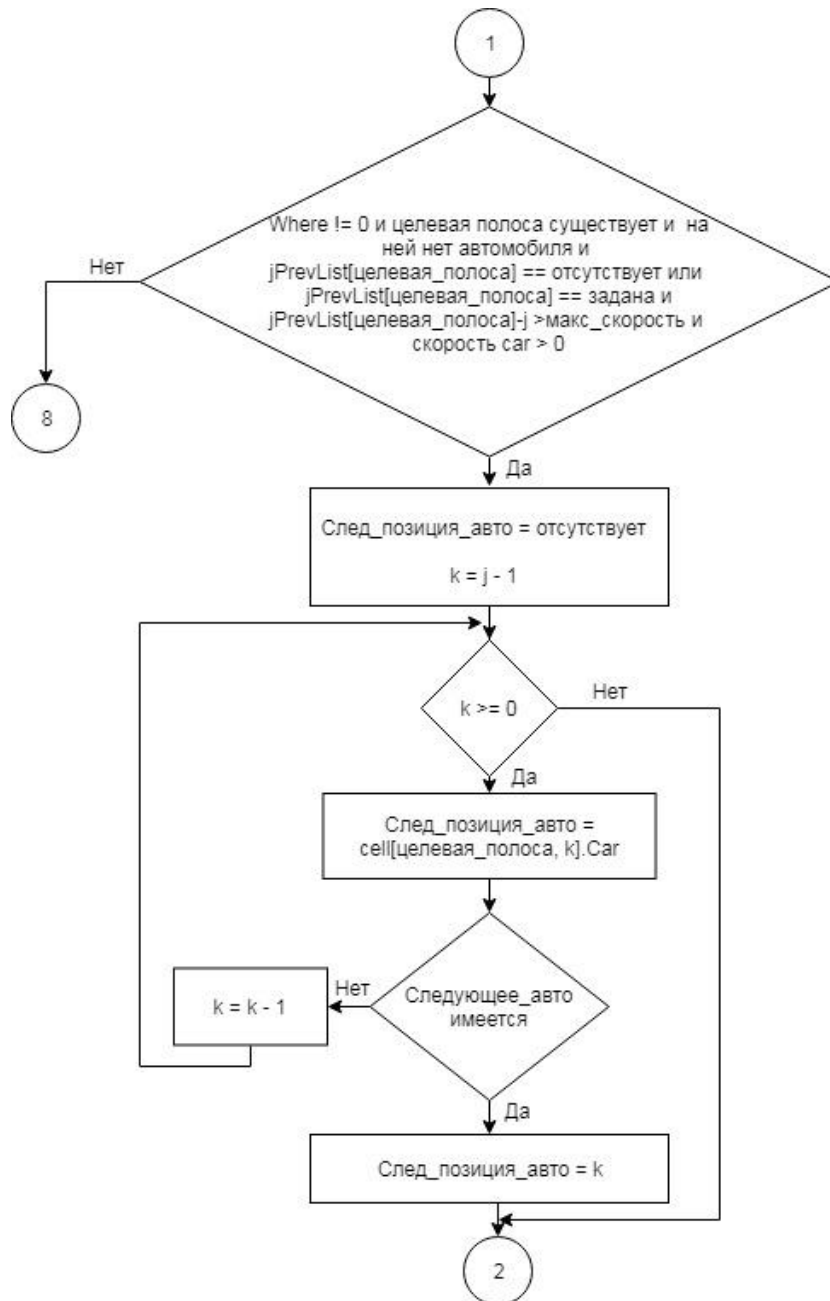 1
Where != 0 и целевая полоса существует и на
ней нет автомобиля и
jPrevList[целевая_полоса] == отсутствует или
jPrevList[целевая_полоса] == задана и
jPrevList[целевая_полоса]-j >макс_скорость и
скорость car > 0
Нет
8
Да
След_позиция_авто = отсутствует
k = j - 1
k >= 0
Нет
Да
След_позиция_авто =
cell[целевая_полоса, k].Car
Следующее_авто
имеется
Нет
k = k - 1
Да
След_позиция_авто = k
2